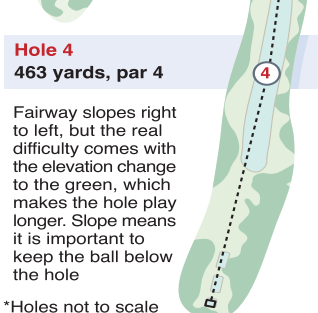 Hole 4
463 yards, par 4
4
Fairway slopes right
to left, but the real
difficulty comes with
the elevation change
to the green, which
makes the hole play
longer. Slope means
it is important to
keep the ball below
the hole
*Holes not to scale